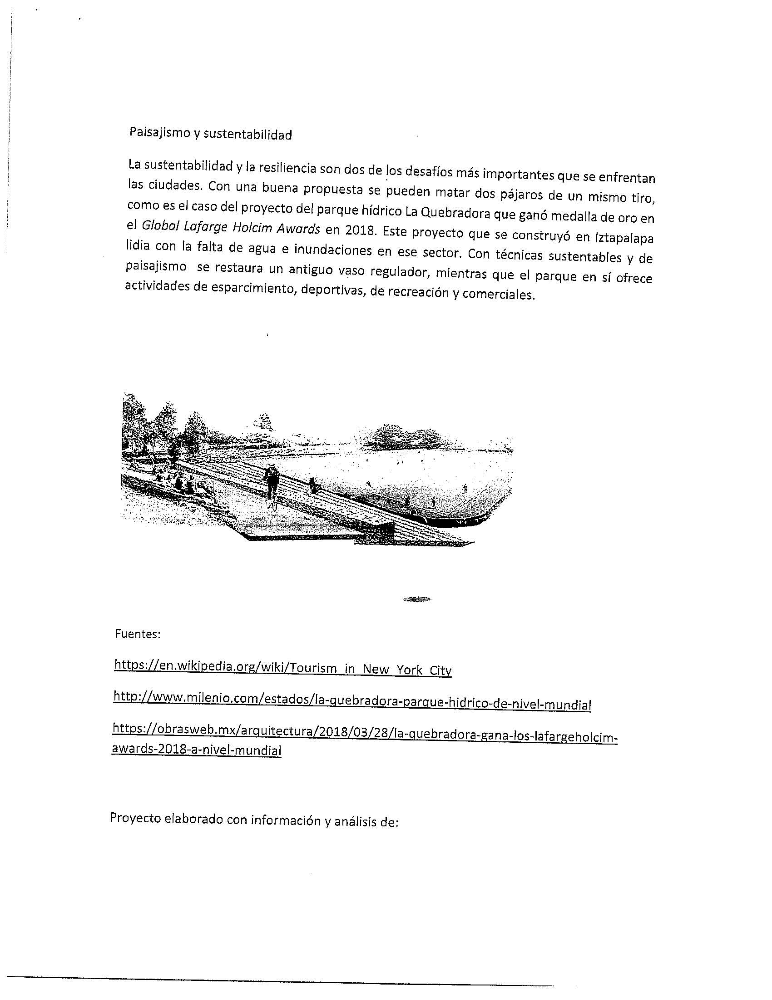 Paisajismo y sustentabilidad
La sustentabilidad y la resiliencia son dos de los desafíos más importantes que se enfrentan
las ciudades. Con una buena propuesta se pueden matar dos pájaros de un mismo tiro,
como es el caso del proyecto del parque hídrico La Quebradora que ganó medalla de oro en
el Global Lafarge Holcim Awards en 2018. Este proyecto que se construyó en Iztapalapa
lidia con la falta de agua e inundaciones en ese sector. Con técnicas sustentables y de
paisajismo se restaura un antiguo vaso regulador, mientras que el parque en sí ofrece
actividades de esparcimiento, deportivas, de recreación y comerciales.
Fuentes:
https://en.wikipedia.org/wiki/Tourism_in_New_York_City
http://www.milenio.com/estados/la-quebradora-parque-hidrico-de-nivel-mundial
https://obrasweb.mx/arquitectura/2018/03/28/la-quebradora-gana-los-lafargeholcim-
awards-2018-a-nivel-mundial
Proyecto elaborado con información y análisis de: